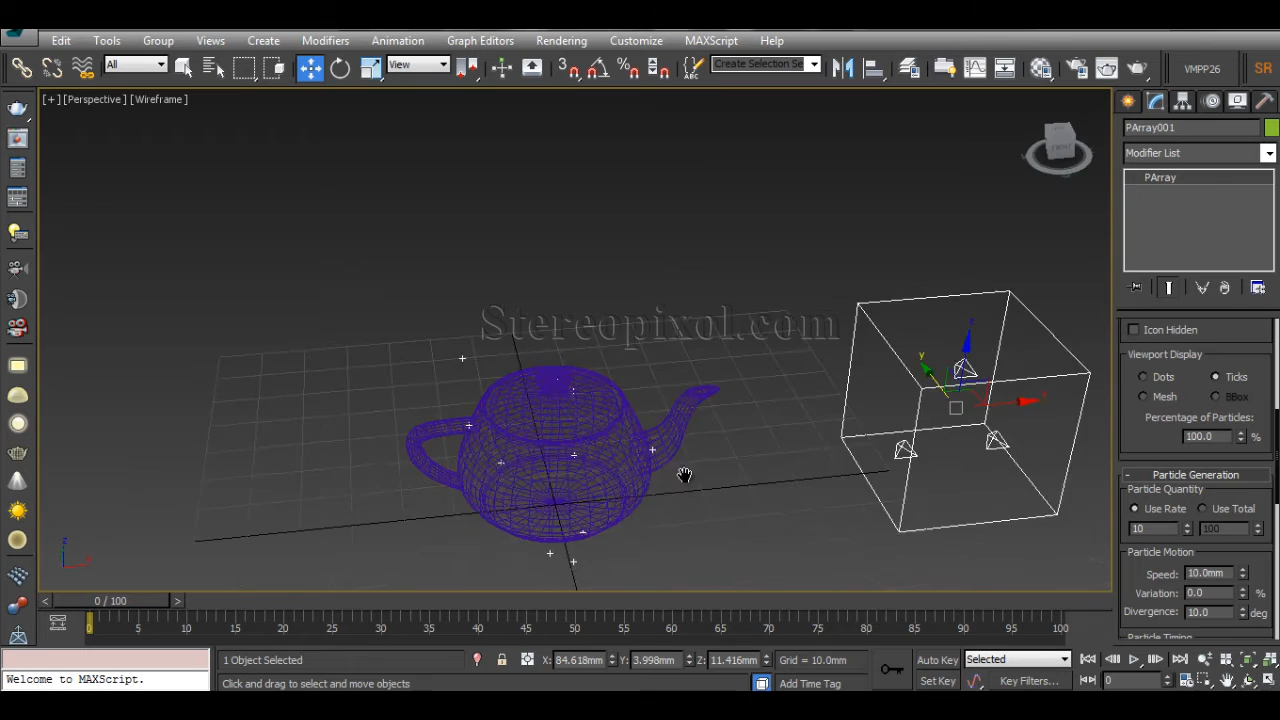 Edit Tools Group Views Create Modifiers Animation Graph Editors Rendering Customize MAXScript Help
All View 3 ABC Create Selection Se VMPP26 SR
[+] [Perspective] [Wireframe]
FRONT
PArray001
Modifier List
PArray
Stereopixol.com
z
y
x
Icon Hidden
Viewport Display
Dots Ticks
Mesh BBox
Percentage of Particles:
100.0 %
- Particle Generation
Particle Quantity
Use Rate Use Total
10 100
Particle Motion
Speed: 10.0mm
Variation: 0.0 %
Divergence: 10.0 deg
Particle Timing
z
x
< 0 / 100 >
0 5 10 15 20 25 30 35 40 45 50 55 60 65 70 75 80 85 90 95 100
1 Object Selected X: 84.618mm Y: 3.998mm Z: 11.416mm Grid = 10.0mm Auto Key Selected
Welcome to MAXScript. Click and drag to select and move objects Add Time Tag Set Key Key Filters... 0